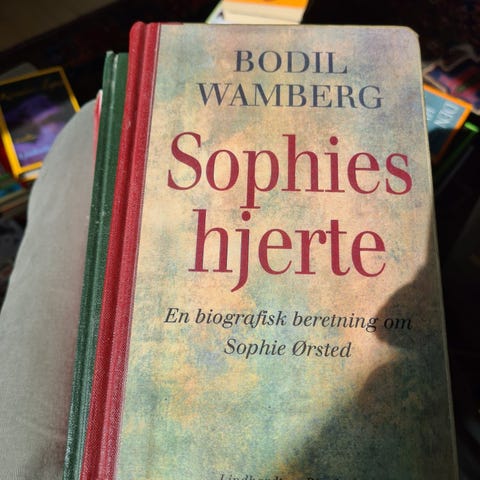 BODIL
WAMBERG
Sophies
hjerte
En biografisk beretning om
Sophie Ørsted